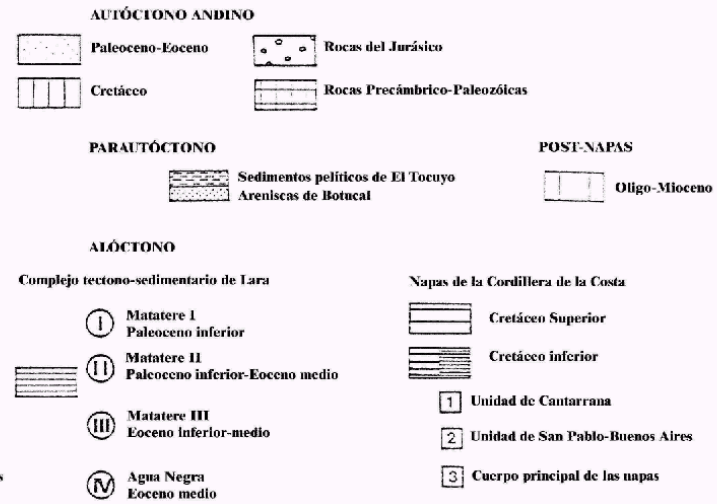 AUTÓCTONO ANDINO
Paleoceno-Eoceno
Rocas del Jurásico
Cretáceo
Rocas Precámbrico-Paleozóicas
PARAUTÓCTONO
POST-NAPAS
Sedimentos pelíticos de El Tocuyo
Areniscas de Botucal
Oligo-Mioceno
ALÓCTONO
Complejo tectono-sedimentario de Lara
Napas de la Cordillera de la Costa
I Matatere I
Paleoceno inferior
Cretáceo Superior
II Matatere II
Paleoceno inferior-Eoceno medio
Cretáceo inferior
III Matatere III
Eoceno inferior-medio
1 Unidad de Cantarrana
2 Unidad de San Pablo-Buenos Aires
IV Agua Negra
Eoceno medio
3 Cuerpo principal de las napas